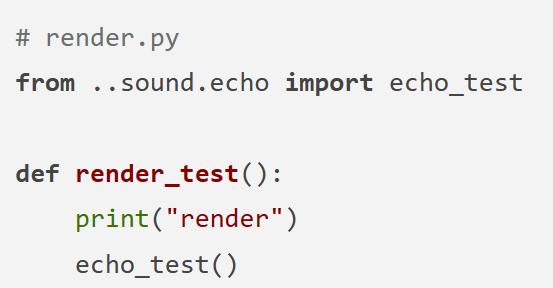 # render.py
from ..sound.echo import echo_test
def render_test():
    print("render")
    echo_test()